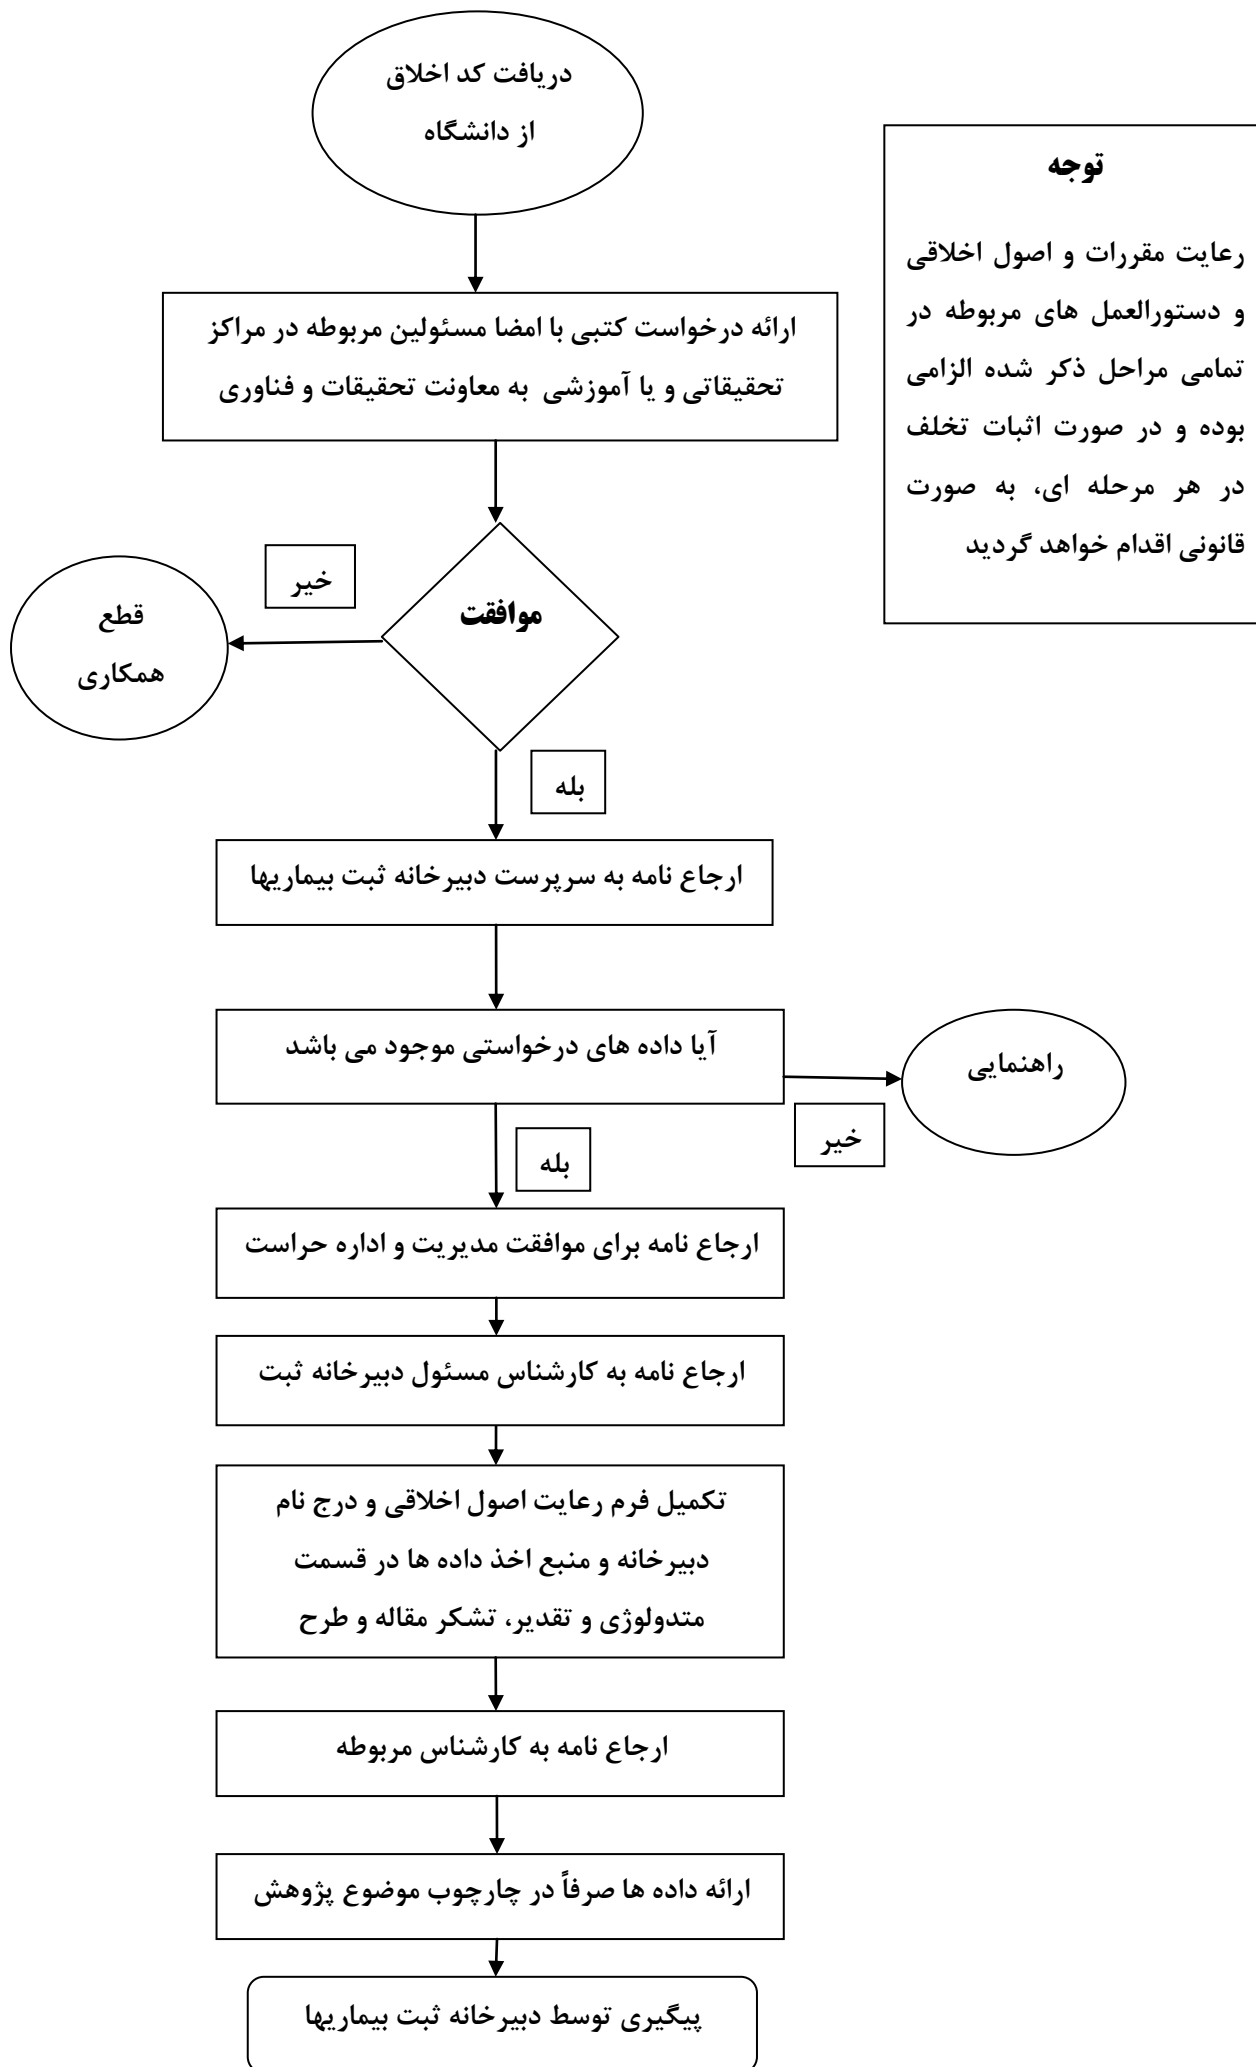 دریافت کد اخلاق
از دانشگاه
توجه
رعایت مقررات و اصول اخلاقی
و دستورالعمل های مربوطه در
تمامی مراحل ذکر شده الزامی
بوده و در صورت اثبات تخلف
در هر مرحله ای، به صورت
قانونی اقدام خواهد گردید
ارائه درخواست کتبی با امضا مسئولین مربوطه در مراکز
تحقیقاتی و یا آموزشی به معاونت تحقیقات و فناوری
موافقت
خیر
قطع
همکاری
بله
ارجاع نامه به سرپرست دبیرخانه ثبت بیماریها
آیا داده های درخواستی موجود می باشد
خیر
راهنمایی
بله
ارجاع نامه برای موافقت مدیریت و اداره حراست
ارجاع نامه به کارشناس مسئول دبیرخانه ثبت
تکمیل فرم رعایت اصول اخلاقی و درج نام
دبیرخانه و منبع اخذ داده ها در قسمت
متدولوژی و تقدیر، تشکر مقاله و طرح
ارجاع نامه به کارشناس مربوطه
ارائه داده ها صرفاً در چارچوب موضوع پژوهش
پیگیری توسط دبیرخانه ثبت بیماریها